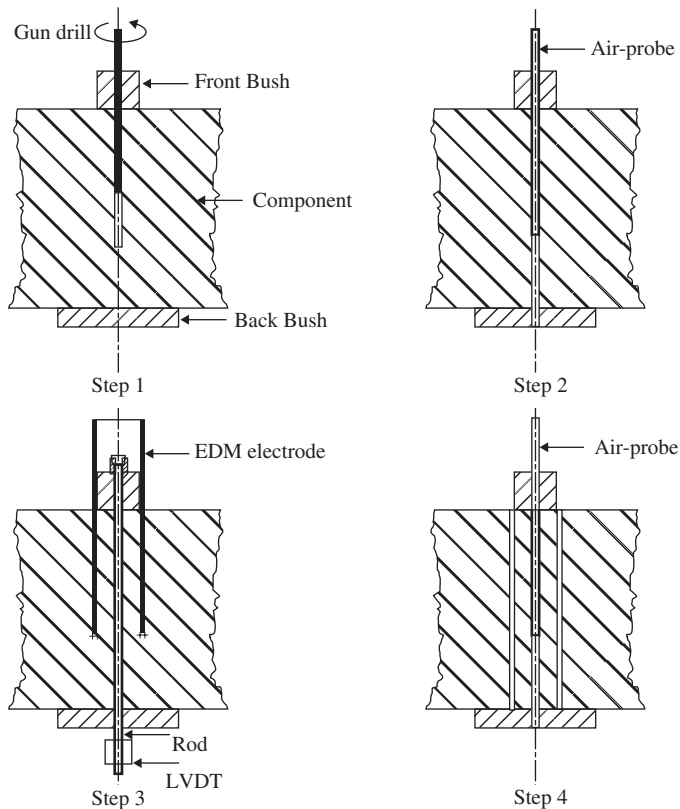 Gun drill
Front Bush
Component
Back Bush
Step 1
Air-probe
Step 2
EDM electrode
Rod
LVDT
Step 3
Air-probe
Step 4